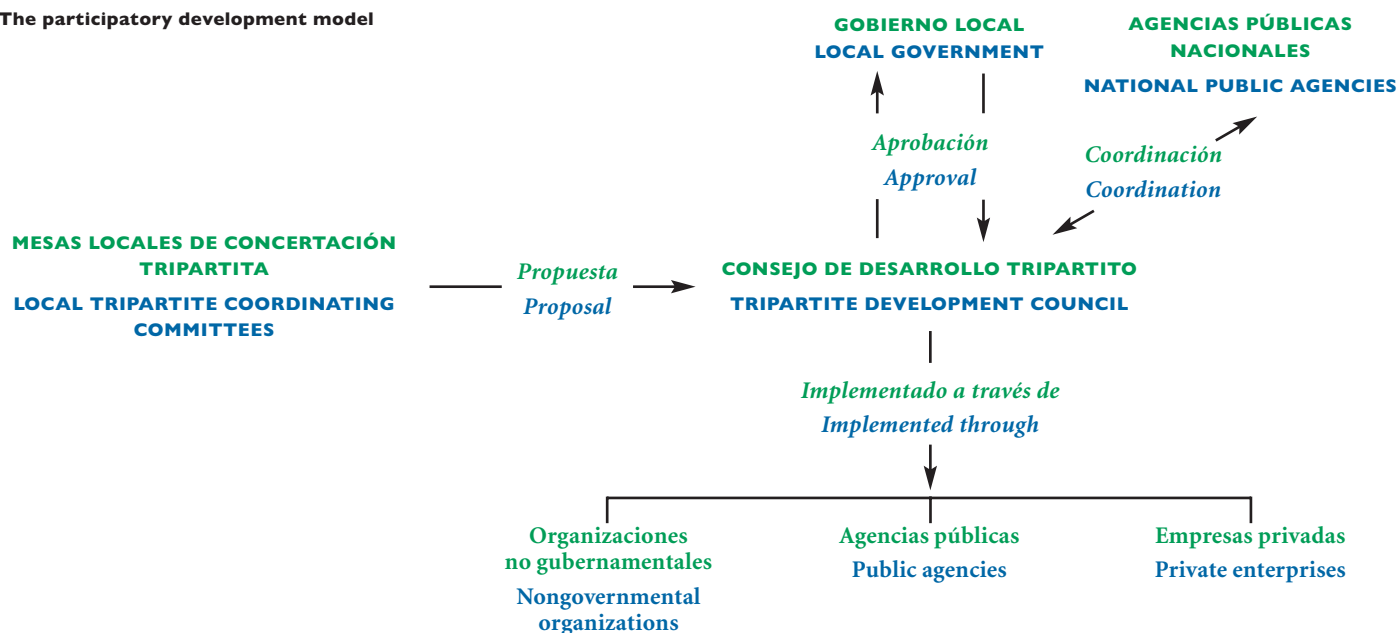 The participatory development model
GOBIERNO LOCAL
LOCAL GOVERNMENT
AGENCIAS PÚBLICAS
NACIONALES
NATIONAL PUBLIC AGENCIES
Aprobación
Approval
Coordinación
Coordination
MESAS LOCALES DE CONCERTACIÓN
TRIPARTITA
LOCAL TRIPARTITE COORDINATING
COMMITTEES
Propuesta
Proposal
CONSEJO DE DESARROLLO TRIPARTITO
TRIPARTITE DEVELOPMENT COUNCIL
Implementado a través de
Implemented through
Organizaciones
no gubernamentales
Nongovernmental
organizations
Agencias públicas
Public agencies
Empresas privadas
Private enterprises